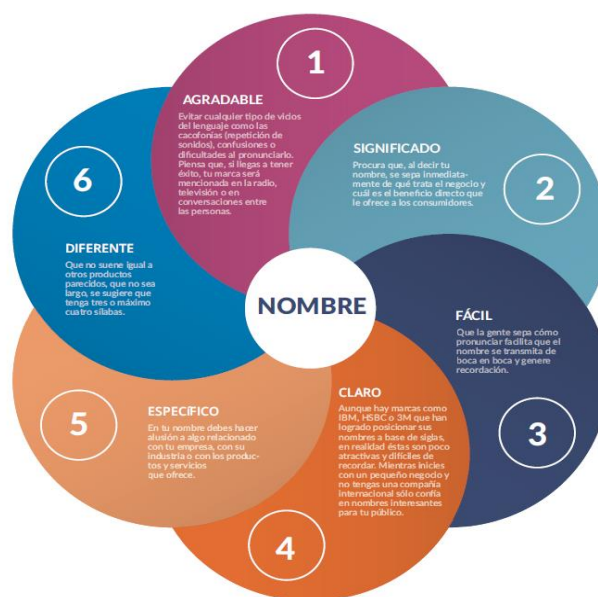 1
AGRADABLE
Evitar cualquier tipo de vicios
del lenguaje como las
cacofonías (repetición de
sonidos), confusiones o
dificultades al pronunciarlo.
Piensa que, si llegas a tener
éxito, tu marca será
mencionada en la radio,
televisión o en
conversaciones entre
las personas.
SIGNIFICADO
Procura que, al decir tu
nombre, se sepa inmediata-
mente de qué trata el negocio y
cuál es el beneficio directo que
le ofrece a los consumidores.
2
FÁCIL
Que la gente sepa cómo
pronunciar facilita que el
nombre se transmita de
boca en boca y genere
recordación.
3
CLARO
Aunque hay marcas como
IBM, HSBC o 3M que han
logrado posicionar sus
nombres a base de siglas,
en realidad éstas son poco
atractivas y difíciles de
recordar. Mientras inicies
con un pequeño negocio y
no tengas una compañía
internacional sólo confía
en nombres interesantes
para tu público.
4
ESPECÍFICO
En tu nombre debes hacer
alusión a algo relacionado
con tu empresa, con su
industria o con los produc-
tos y servicios
que ofrece.
5
6
DIFERENTE
Que no suene igual a
otros productos
parecidos, que no sea
largo, se sugiere que
tenga tres o máximo
cuatro sílabas.
NOMBRE